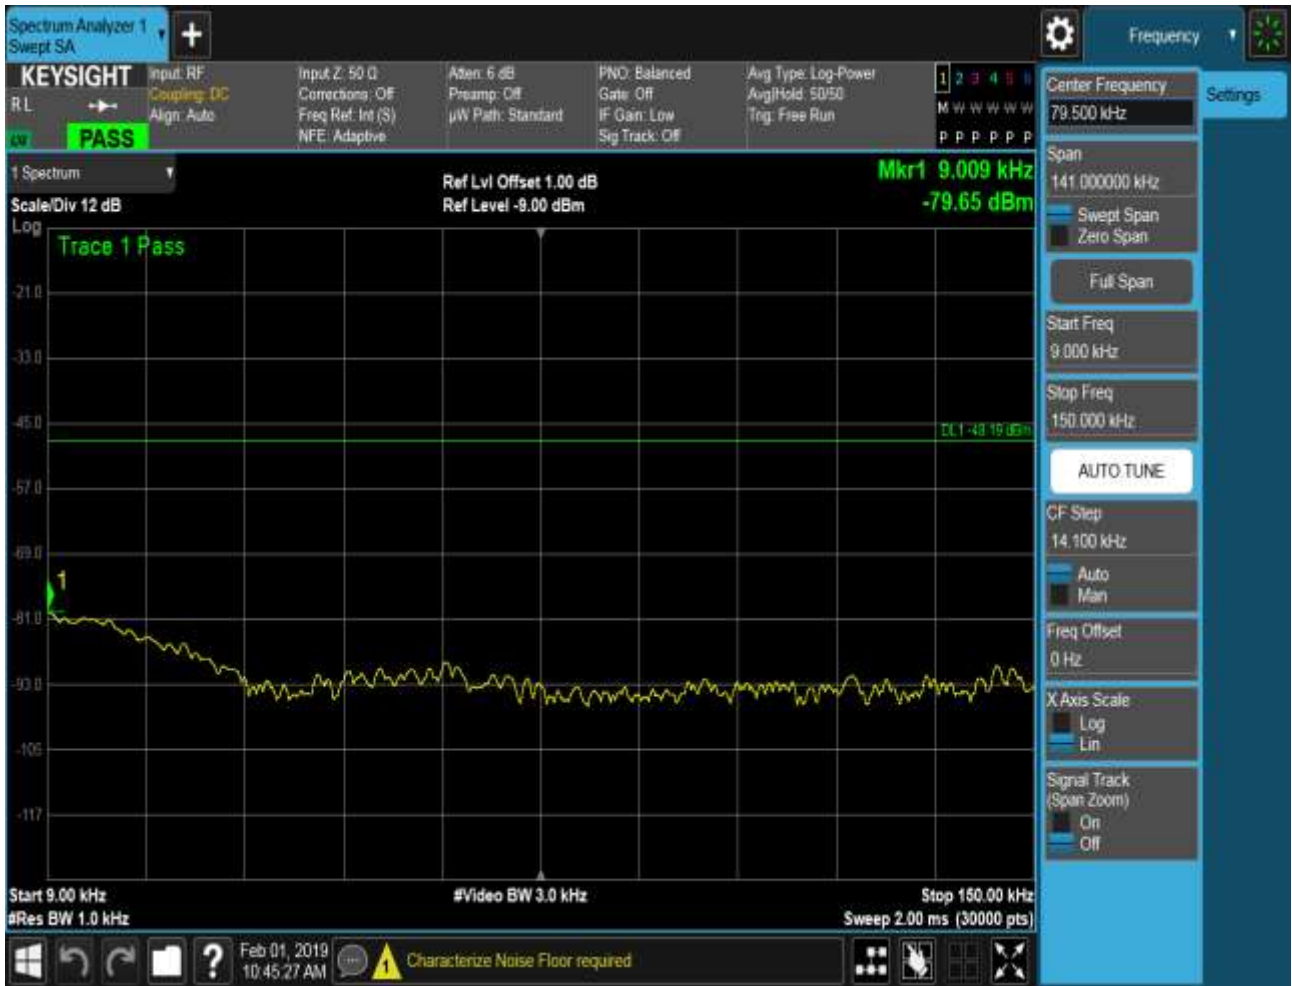 Spectrum Analyzer 1
Swept SA
+
Frequency
KEYSIGHT
RL
PASS
Input: RF
Coupling: DC
Align: Auto
Input Z: 50 Ω
Corrections: Off
Freq Ref: Int (S)
NFE: Adaptive
Atten: 6 dB
Preamp: Off
µW Path: Standard
PNO: Balanced
Gate: Off
IF Gain: Low
Sig Track: Off
Avg Type: Log-Power
Avg|Hold: 50/50
Trig: Free Run
1 2 3 4 5 6
M W W W W W
P P P P P P
1 Spectrum
Scale/Div 12 dB
Ref Lvl Offset 1.00 dB
Ref Level -9.00 dBm
Mkr1 9.009 kHz
-79.65 dBm
Log
Trace 1 Pass
-21.0
-33.0
-45.0
DL1 -48.19 dBm
-57.0
-69.0
1
-81.0
-93.0
-105
-117
Start 9.00 kHz
#Video BW 3.0 kHz
Stop 150.00 kHz
#Res BW 1.0 kHz
Sweep 2.00 ms (30000 pts)
Center Frequency
79.500 kHz
Settings
Span
141.000000 kHz
Swept Span
Zero Span
Full Span
Start Freq
9.000 kHz
Stop Freq
150.000 kHz
AUTO TUNE
CF Step
14.100 kHz
Auto
Man
Freq Offset
0 Hz
X Axis Scale
Log
Lin
Signal Track
(Span Zoom)
On
Off
?
Feb 01, 2019
10:45:27 AM
1
Characterize Noise Floor required